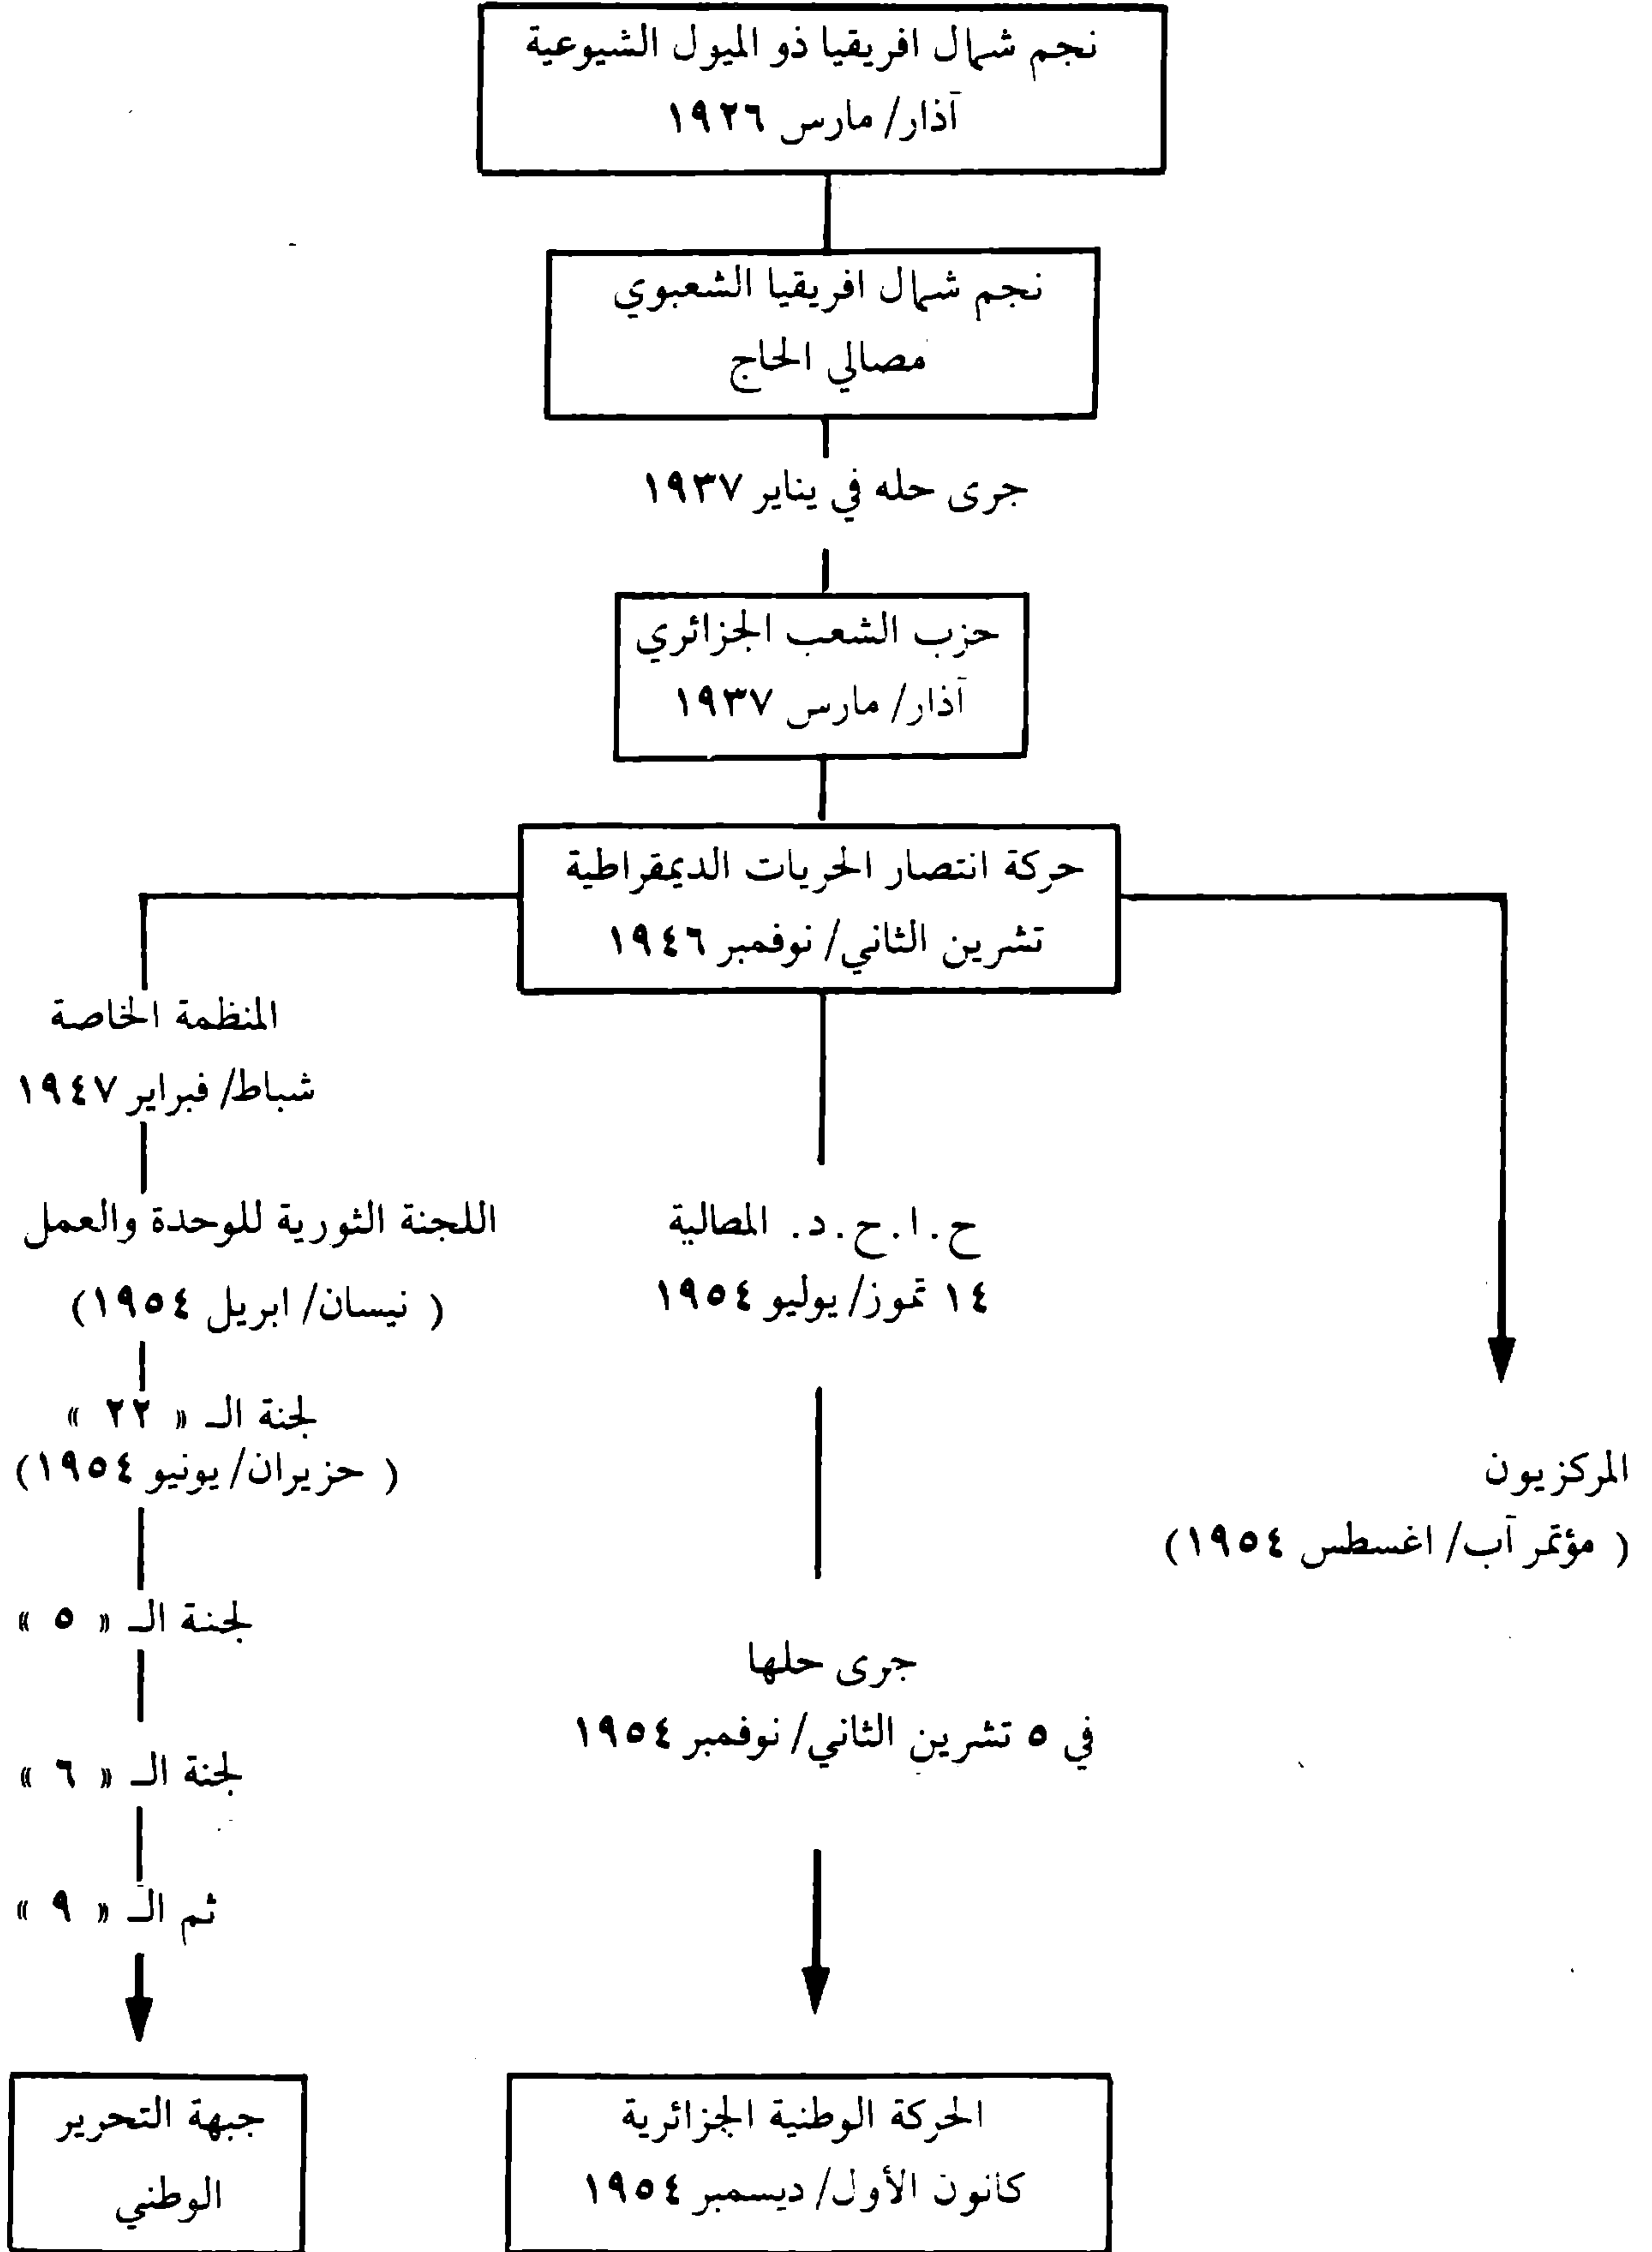 نجم شمال افريقيا ذو الميول الشيوعية
آذار/ مارس ١٩٢٦
نجم شمال افريقيا الشعبوي
مصالي الحاج
جرى حله في يناير ١٩٣٧
حزب الشعب الجزائري
آذار/ مارس ١٩٣٧
حركة انتصار الحريات الديمقراطية
تشرين الثاني/ نوفمبر ١٩٤٦
المركزيون
( مؤتمر آب/ اغسطس ١٩٥٤)
ح.ا.ح.د. المصالية
١٤ تموز/ يوليو ١٩٥٤
جرى حلها
في ٥ تشرين الثاني/ نوفمبر ١٩٥٤
الحركة الوطنية الجزائرية
كانون الأول/ ديسمبر ١٩٥٤
المنظمة الخاصة
شباط/ فبراير ١٩٤٧
اللجنة الثورية للوحدة والعمل
( نيسان/ ابريل ١٩٥٤)
لجنة الـ « ٢٢ »
( حزيران/ يونيو ١٩٥٤)
لجنة الـ « ٥ »
لجنة الـ « ٦ »
ثم الـ « ٩ »
جبهة التحرير
الوطني